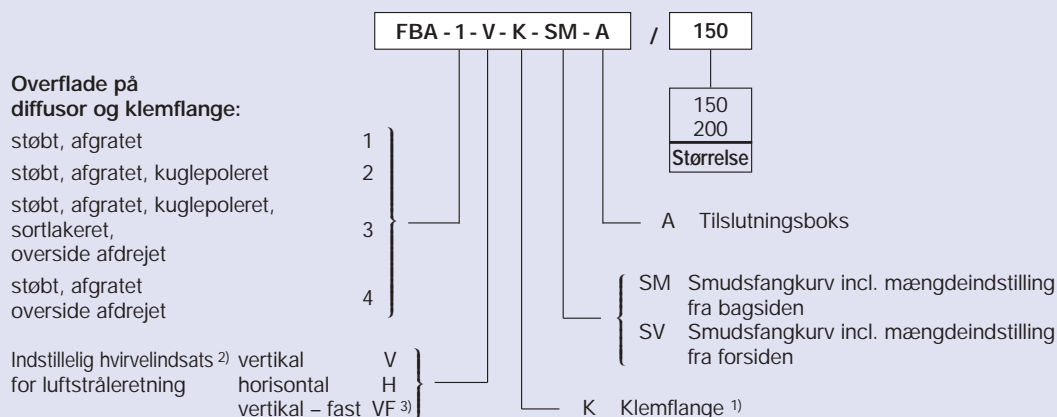 FBA - 1 - V - K - SM - A / 150
150
200
Størrelse
Overflade på
diffusor og klemflange:
støbt, afgratet 1
støbt, afgratet, kuglepoleret 2
støbt, afgratet, kuglepoleret,
sortlakeret, 3
overside afdrejet
støbt, afgratet 4
overside afdrejet
A Tilslutningsboks
SM Smudsfangkurv incl. mængdeindstilling
fra bagsiden
SV Smudsfangkurv incl. mængdeindstilling
fra forsiden
Indstillelig hvirvelindsats 2) vertikal V
for luftstråleretning horisontal H
vertikal – fast VF 3)
K Klemflange 1)